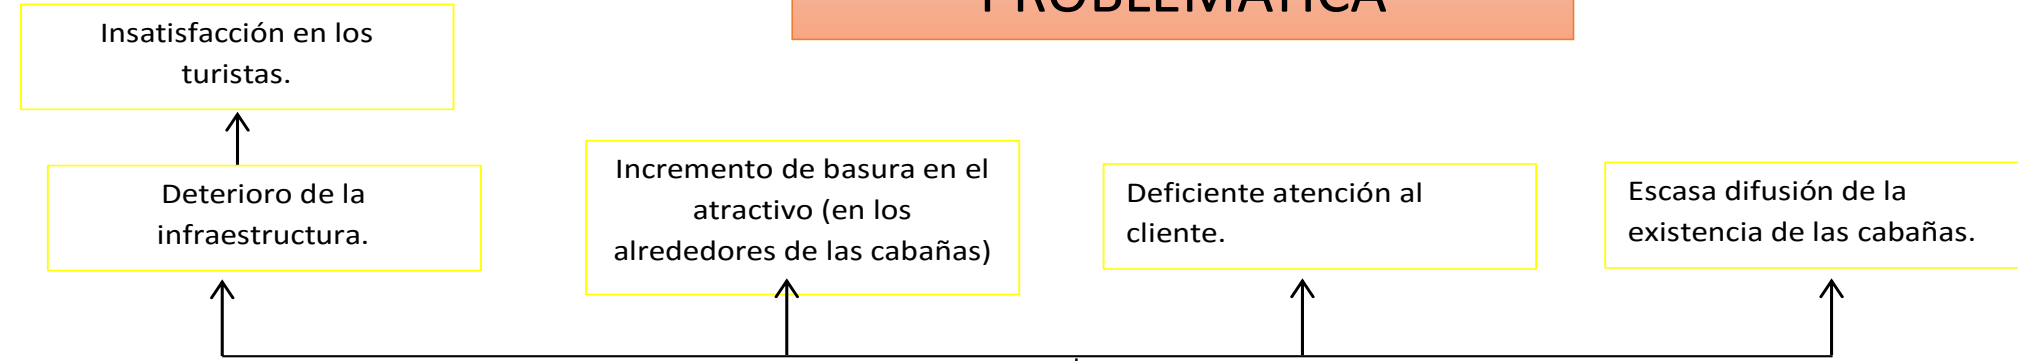 PROBLEMÁTICA
Insatisfacción en los
turistas.
Deterioro de la
infraestructura.
Incremento de basura en el
atractivo (en los
alrededores de las cabañas)
Deficiente atención al
cliente.
Escasa difusión de la
existencia de las cabañas.